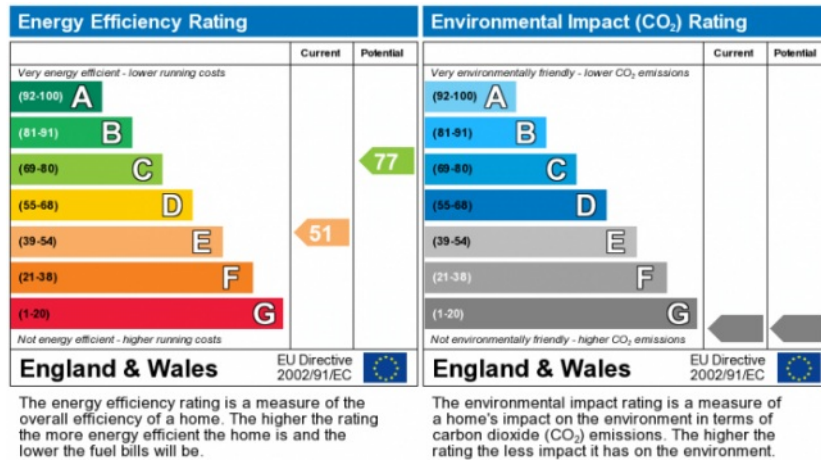 Energy Efficiency Rating
Current Potential
Very energy efficient - lower running costs
(92-100) A
(81-91) B
(69-80) C
77
(55-68) D
(39-54) E
51
(21-38) F
(1-20) G
Not energy efficient - higher running costs
England & Wales
EU Directive
2002/91/EC
The energy efficiency rating is a measure of the
overall efficiency of a home. The higher the rating
the more energy efficient the home is and the
lower the fuel bills will be.
Environmental Impact (CO₂) Rating
Current Potential
Very environmentally friendly - lower CO₂ emissions
(92-100) A
(81-91) B
(69-80) C
(55-68) D
(39-54) E
(21-38) F
(1-20) G
Not environmentally friendly - higher CO₂ emissions
England & Wales
EU Directive
2002/91/EC
The environmental impact rating is a measure of
a home's impact on the environment in terms of
carbon dioxide (CO₂) emissions. The higher the
rating the less impact it has on the environment.